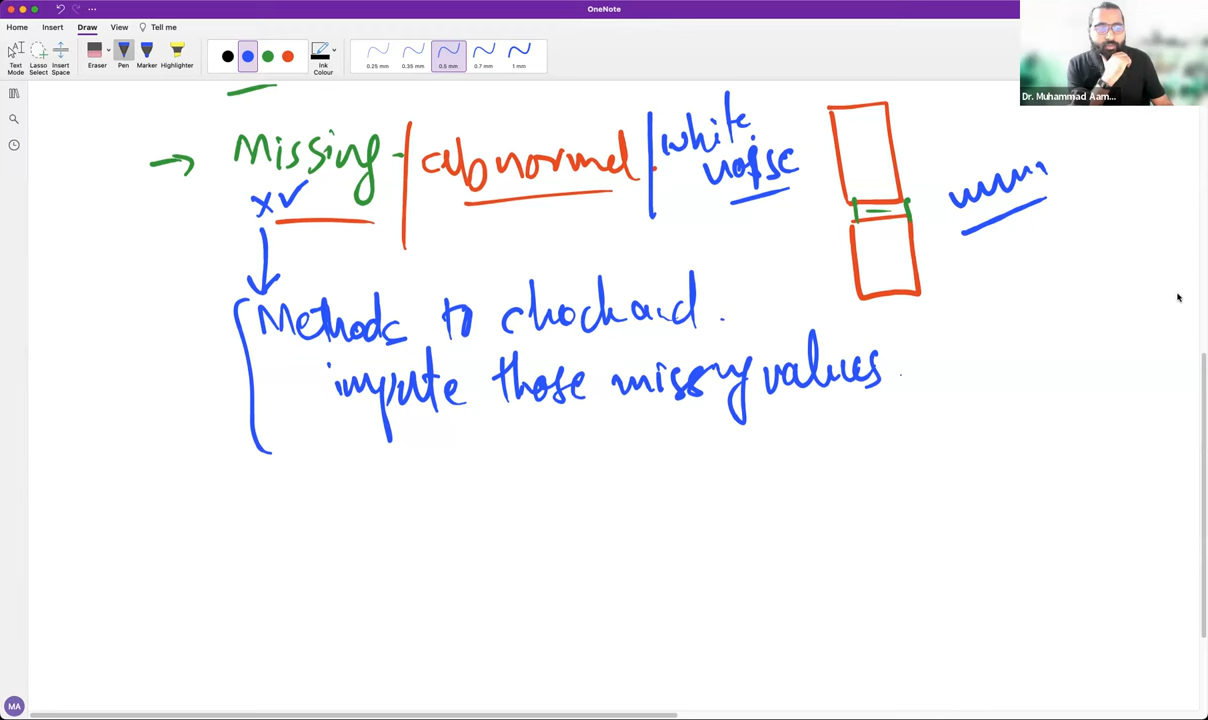 OneNote
Home Insert Draw View Tell me
Text Mode
Lasso Select
Insert Space
Eraser
Pen
Marker
Highlighter
Ink Colour
0.25 mm
0.35 mm
0.5 mm
0.7 mm
1 mm
Dr. Muhammad Aam...
→ Missing - | abnormal | white noise
x✓
Methods to chock and
impute those missing values.
MA